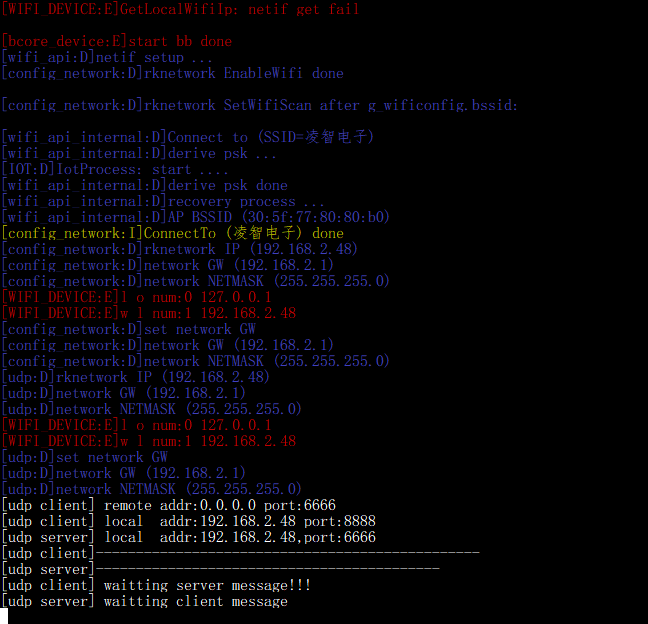 [WIFI_DEVICE:E]GetLocalWifiIp: netif get fail
[bcore_device:E]start bb done
[wifi_api:D]netif setup ...
[config_network:D]rknetwork EnableWifi done
[config_network:D]rknetwork SetWifiScan after g_wificonfig.bssid:
[wifi_api_internal:D]Connect to (SSID=凌智电子)
[wifi_api_internal:D]derive psk ...
[IOT:D]IotProcess: start ....
[wifi_api_internal:D]derive psk done
[wifi_api_internal:D]recovery process ...
[wifi_api_internal:D]AP BSSID (30:5f:77:80:80:b0)
[config_network:I]ConnectTo (凌智电子) done
[config_network:D]rknetwork IP (192.168.2.48)
[config_network:D]network GW (192.168.2.1)
[config_network:D]network NETMASK (255.255.255.0)
[WIFI_DEVICE:E]l o num:0 127.0.0.1
[WIFI_DEVICE:E]w l num:1 192.168.2.48
[config_network:D]set network GW
[config_network:D]network GW (192.168.2.1)
[config_network:D]network NETMASK (255.255.255.0)
[udp:D]rknetwork IP (192.168.2.48)
[udp:D]network GW (192.168.2.1)
[udp:D]network NETMASK (255.255.255.0)
[WIFI_DEVICE:E]l o num:0 127.0.0.1
[WIFI_DEVICE:E]w l num:1 192.168.2.48
[udp:D]set network GW
[udp:D]network GW (192.168.2.1)
[udp:D]network NETMASK (255.255.255.0)
[udp client] remote addr:0.0.0.0 port:6666
[udp client] local  addr:192.168.2.48 port:8888
[udp server] local  addr:192.168.2.48,port:6666
[udp client]------------------------------------------------
[udp server]-------------------------------------------
[udp client] waitting server message!!!
[udp server] waitting client message